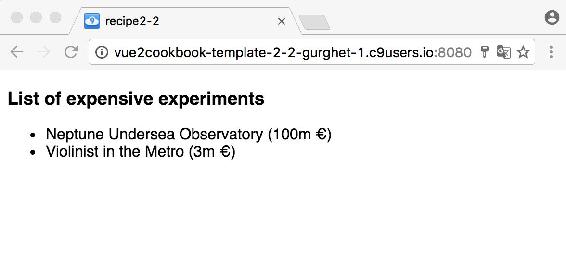 recipe2-2
vue2cookbook-template-2-2-gurghet-1.c9users.io:8080
List of expensive experiments
Neptune Undersea Observatory (100m €)
Violinist in the Metro (3m €)